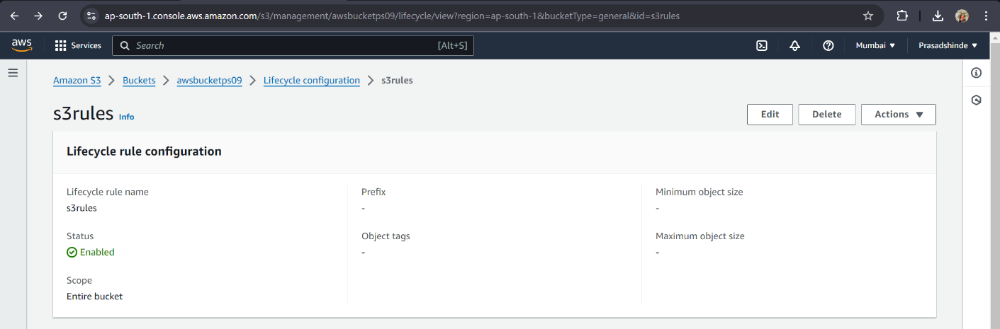 ap-south-1.console.aws.amazon.com/s3/management/awsbucketps09/lifecycle/view?region=ap-south-1&bucketType=general&id=s3rules
aws Services Search [Alt+S] Mumbai ▼ Prasadshinde ▼
Amazon S3 > Buckets > awsbucketps09 > Lifecycle configuration > s3rules
s3rules Info Edit Delete Actions ▼
Lifecycle rule configuration
Lifecycle rule name
s3rules
Status
Enabled
Scope
Entire bucket
Prefix
-
Object tags
-
Minimum object size
-
Maximum object size
-